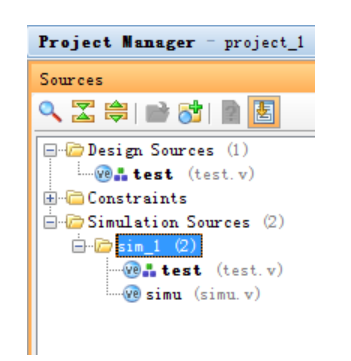 Project Manager - project_1
Sources
Design Sources (1)
test (test.v)
Constraints
Simulation Sources (2)
sim_1 (2)
test (test.v)
simu (simu.v)